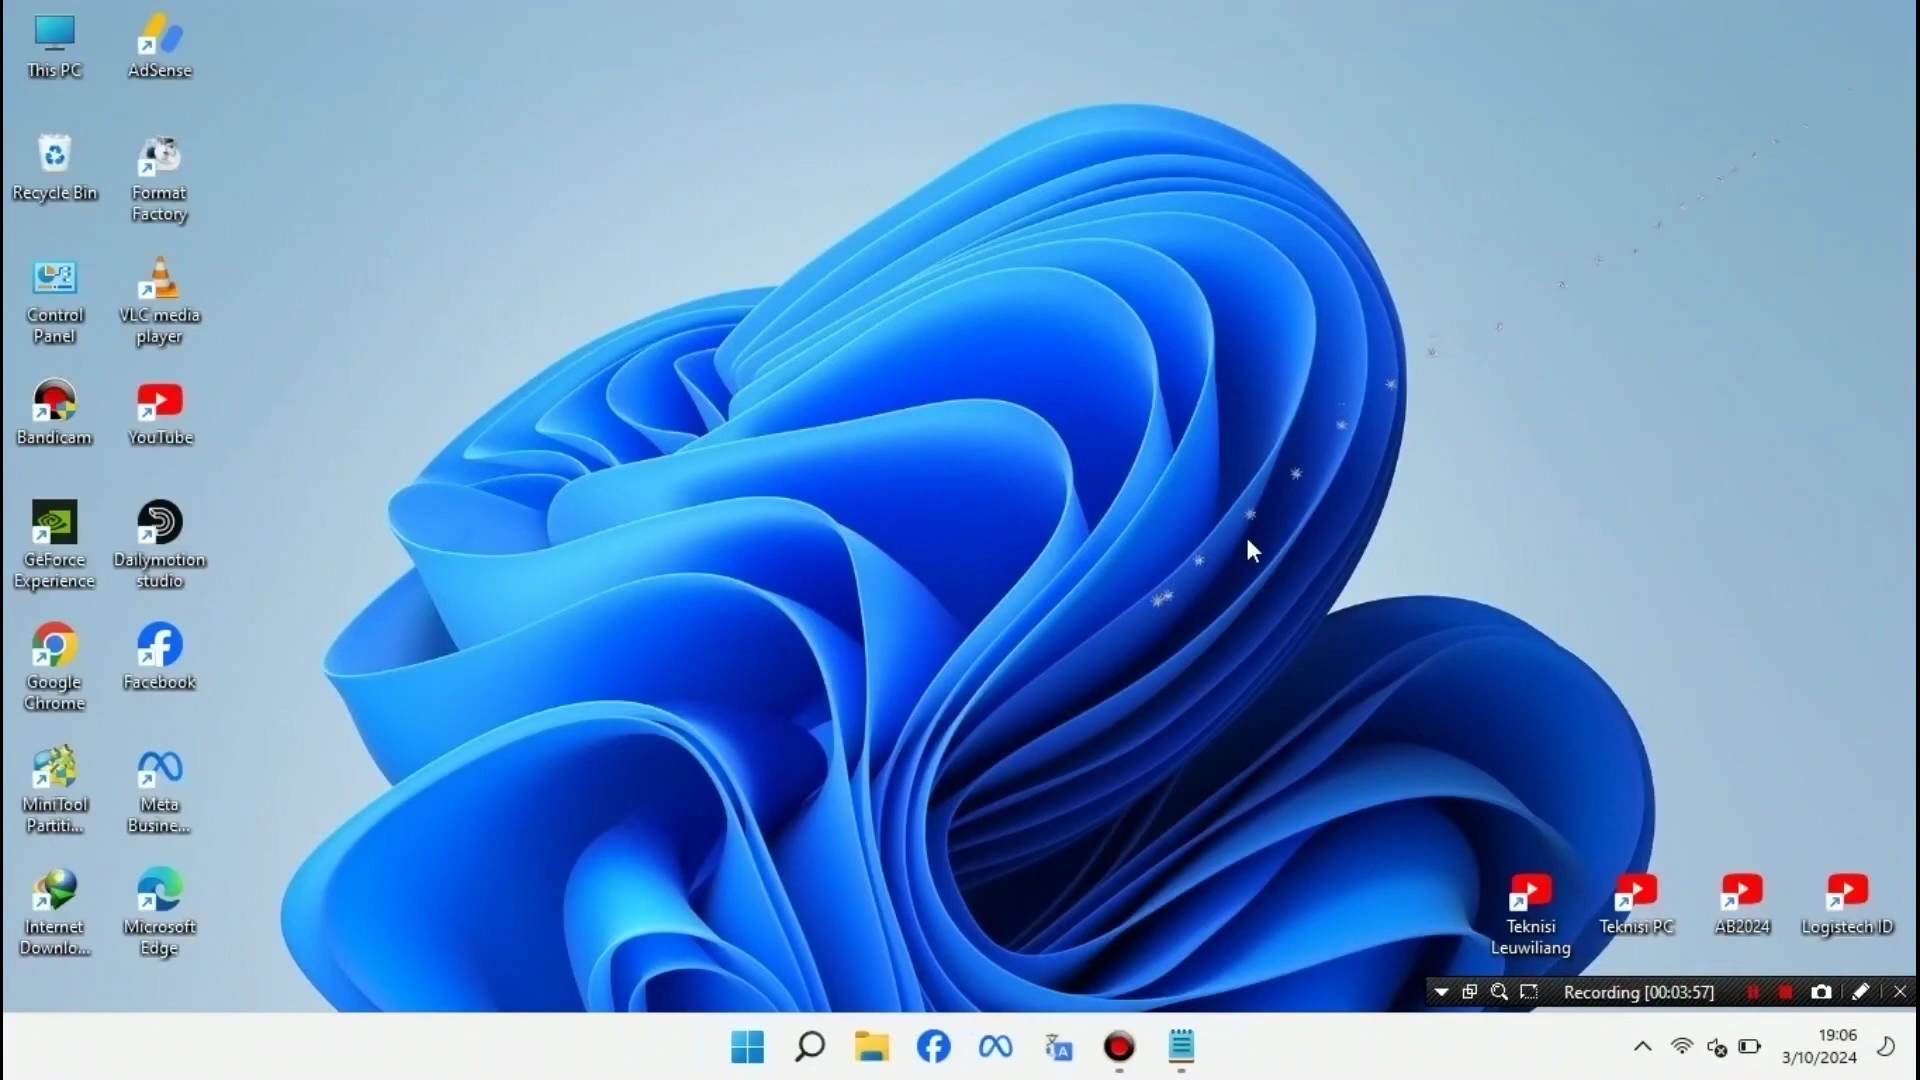 This PC
AdSense
Recycle Bin
Format
Factory
Control
Panel
VLC media
player
Bandicam
YouTube
GeForce
Experience
Dailymotion
studio
Google
Chrome
Facebook
MiniTool
Partiti...
Meta
Busine...
Internet
Downlo...
Microsoft
Edge
Teknisi
Leuwiliang
Teknisi PC
AB2024
Logistech ID
Recording [00:03:57]
A
19:06
3/10/2024